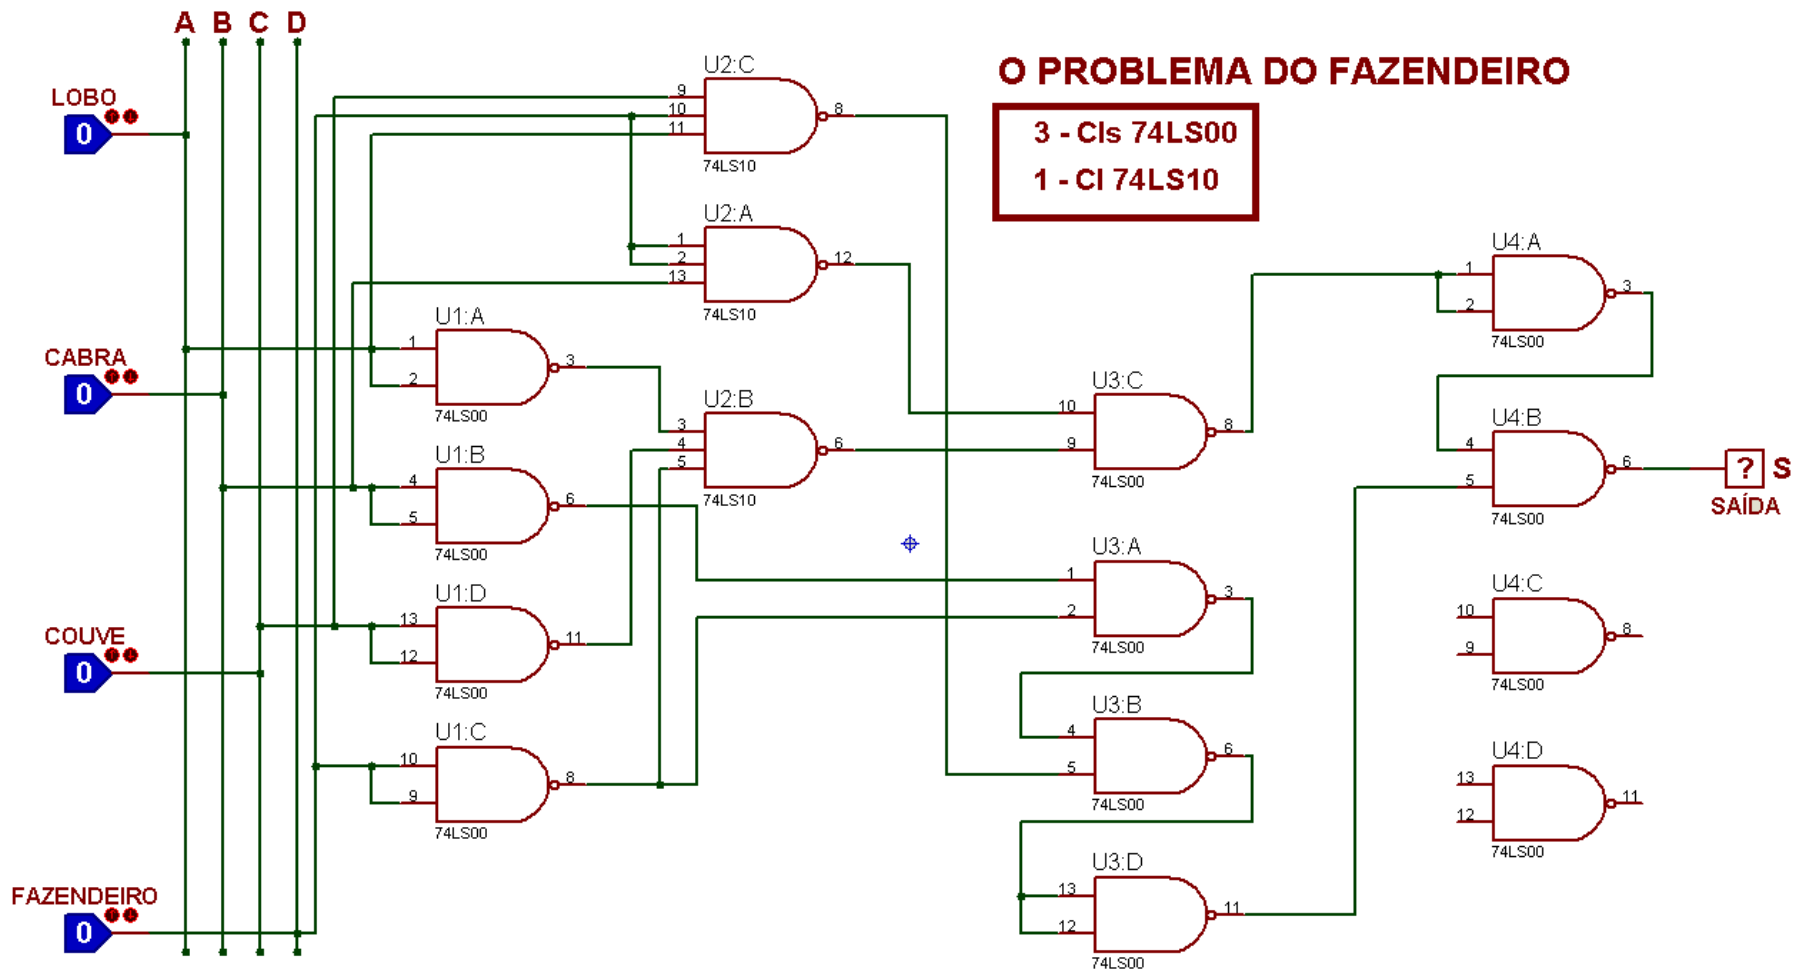 A B C D
O PROBLEMA DO FAZENDEIRO
3 - CIs 74LS00
1 - CI 74LS10
LOBO
0
CABRA
0
COUVE
0
FAZENDEIRO
0
U2:C
9
10
11
8
74LS10
U2:A
1
2
13
12
74LS10
U1:A
1
2
3
74LS00
U2:B
3
4
5
6
74LS10
U1:B
4
5
6
74LS00
U1:D
13
12
11
74LS00
U1:C
10
9
8
74LS00
U3:C
10
9
8
74LS00
U3:A
1
2
3
74LS00
U3:B
4
5
6
74LS00
U3:D
13
12
11
74LS00
U4:A
1
2
3
74LS00
U4:B
4
5
6
74LS00
? S
SAÍDA
U4:C
10
9
8
74LS00
U4:D
13
12
11
74LS00